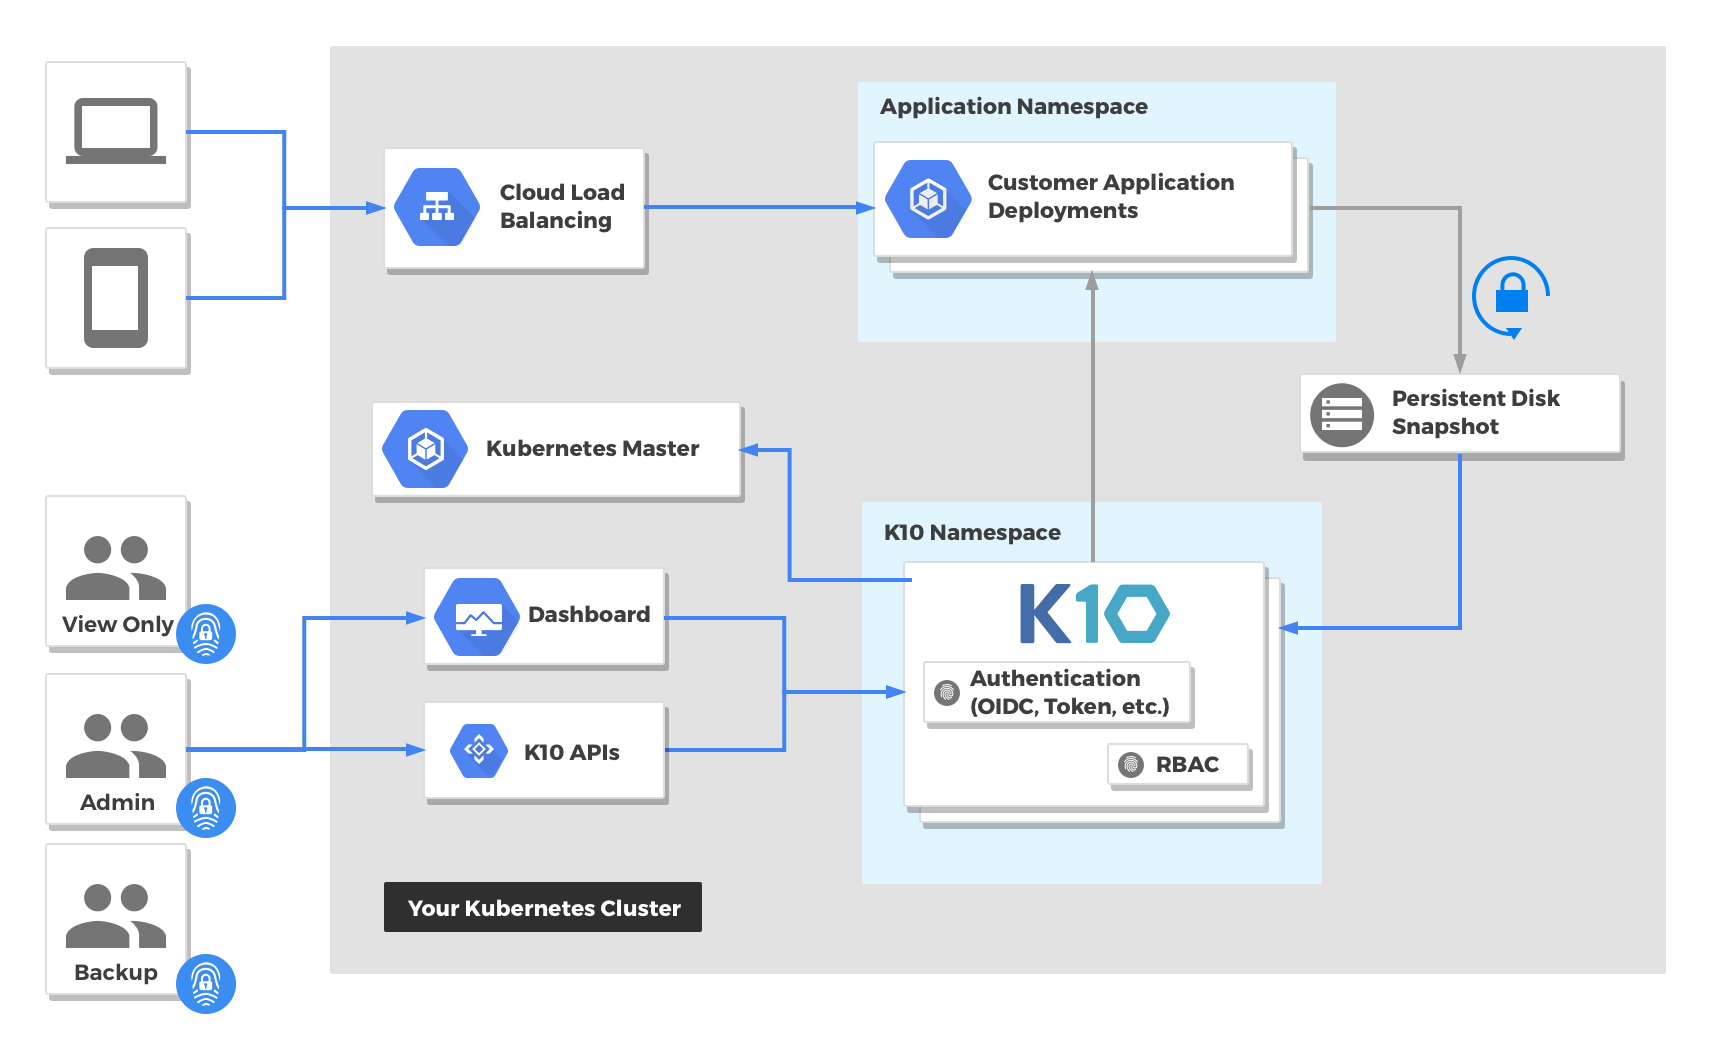 Application Namespace
Customer Application
Deployments
Cloud Load
Balancing
Persistent Disk
Snapshot
Kubernetes Master
K10 Namespace
K10
View Only
Dashboard
Authentication
(OIDC, Token, etc.)
K10 APIs
RBAC
Admin
Your Kubernetes Cluster
Backup